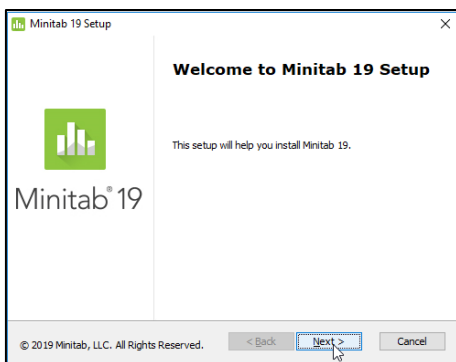 Minitab 19 Setup
Welcome to Minitab 19 Setup
This setup will help you install Minitab 19.
Minitab® 19
© 2019 Minitab, LLC. All Rights Reserved.
< Back
Next >
Cancel